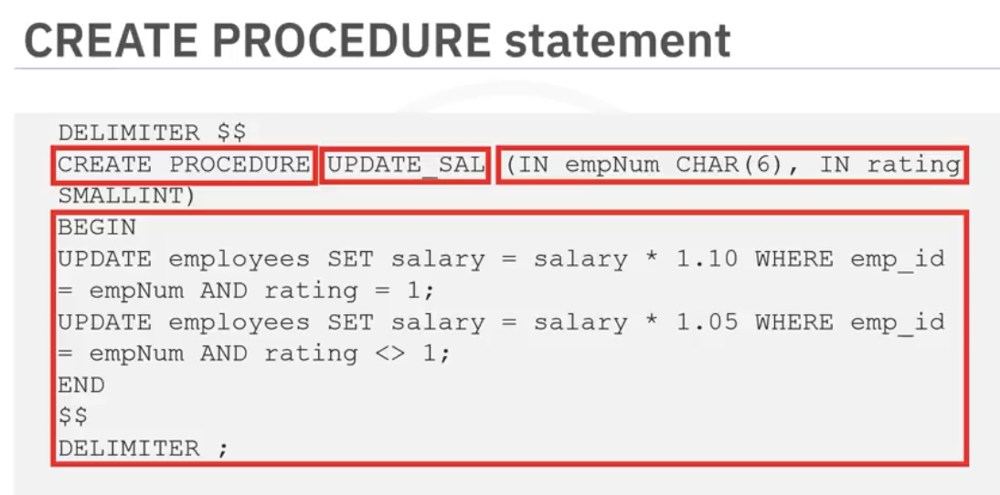 CREATE PROCEDURE statement
DELIMITER $$
CREATE PROCEDURE UPDATE_SAL (IN empNum CHAR(6), IN rating
SMALLINT)
BEGIN
UPDATE employees SET salary = salary * 1.10 WHERE emp_id
= empNum AND rating = 1;
UPDATE employees SET salary = salary * 1.05 WHERE emp_id
= empNum AND rating <> 1;
END
$$
DELIMITER ;